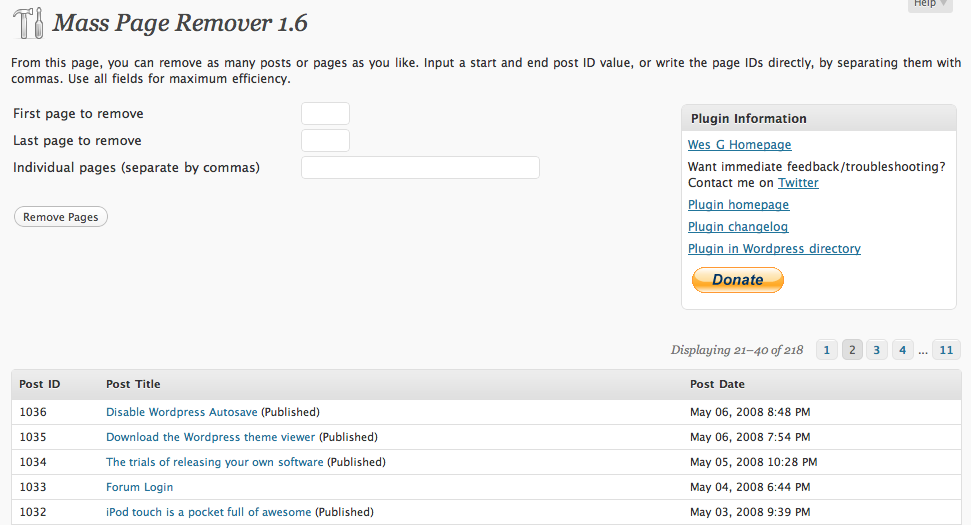 Help
Mass Page Remover 1.6
From this page, you can remove as many posts or pages as you like. Input a start and end post ID value, or write the page IDs directly, by separating them with
commas. Use all fields for maximum efficiency.
First page to remove
Last page to remove
Individual pages (separate by commas)
Remove Pages
Plugin Information
Wes G Homepage
Want immediate feedback/troubleshooting?
Contact me on Twitter
Plugin homepage
Plugin changelog
Plugin in Wordpress directory
Donate
Displaying 21–40 of 218 1 2 3 4 ... 11
Post ID Post Title Post Date
1036 Disable Wordpress Autosave (Published) May 06, 2008 8:48 PM
1035 Download the Wordpress theme viewer (Published) May 06, 2008 7:54 PM
1034 The trials of releasing your own software (Published) May 05, 2008 10:28 PM
1033 Forum Login May 04, 2008 6:44 PM
1032 iPod touch is a pocket full of awesome (Published) May 03, 2008 9:39 PM